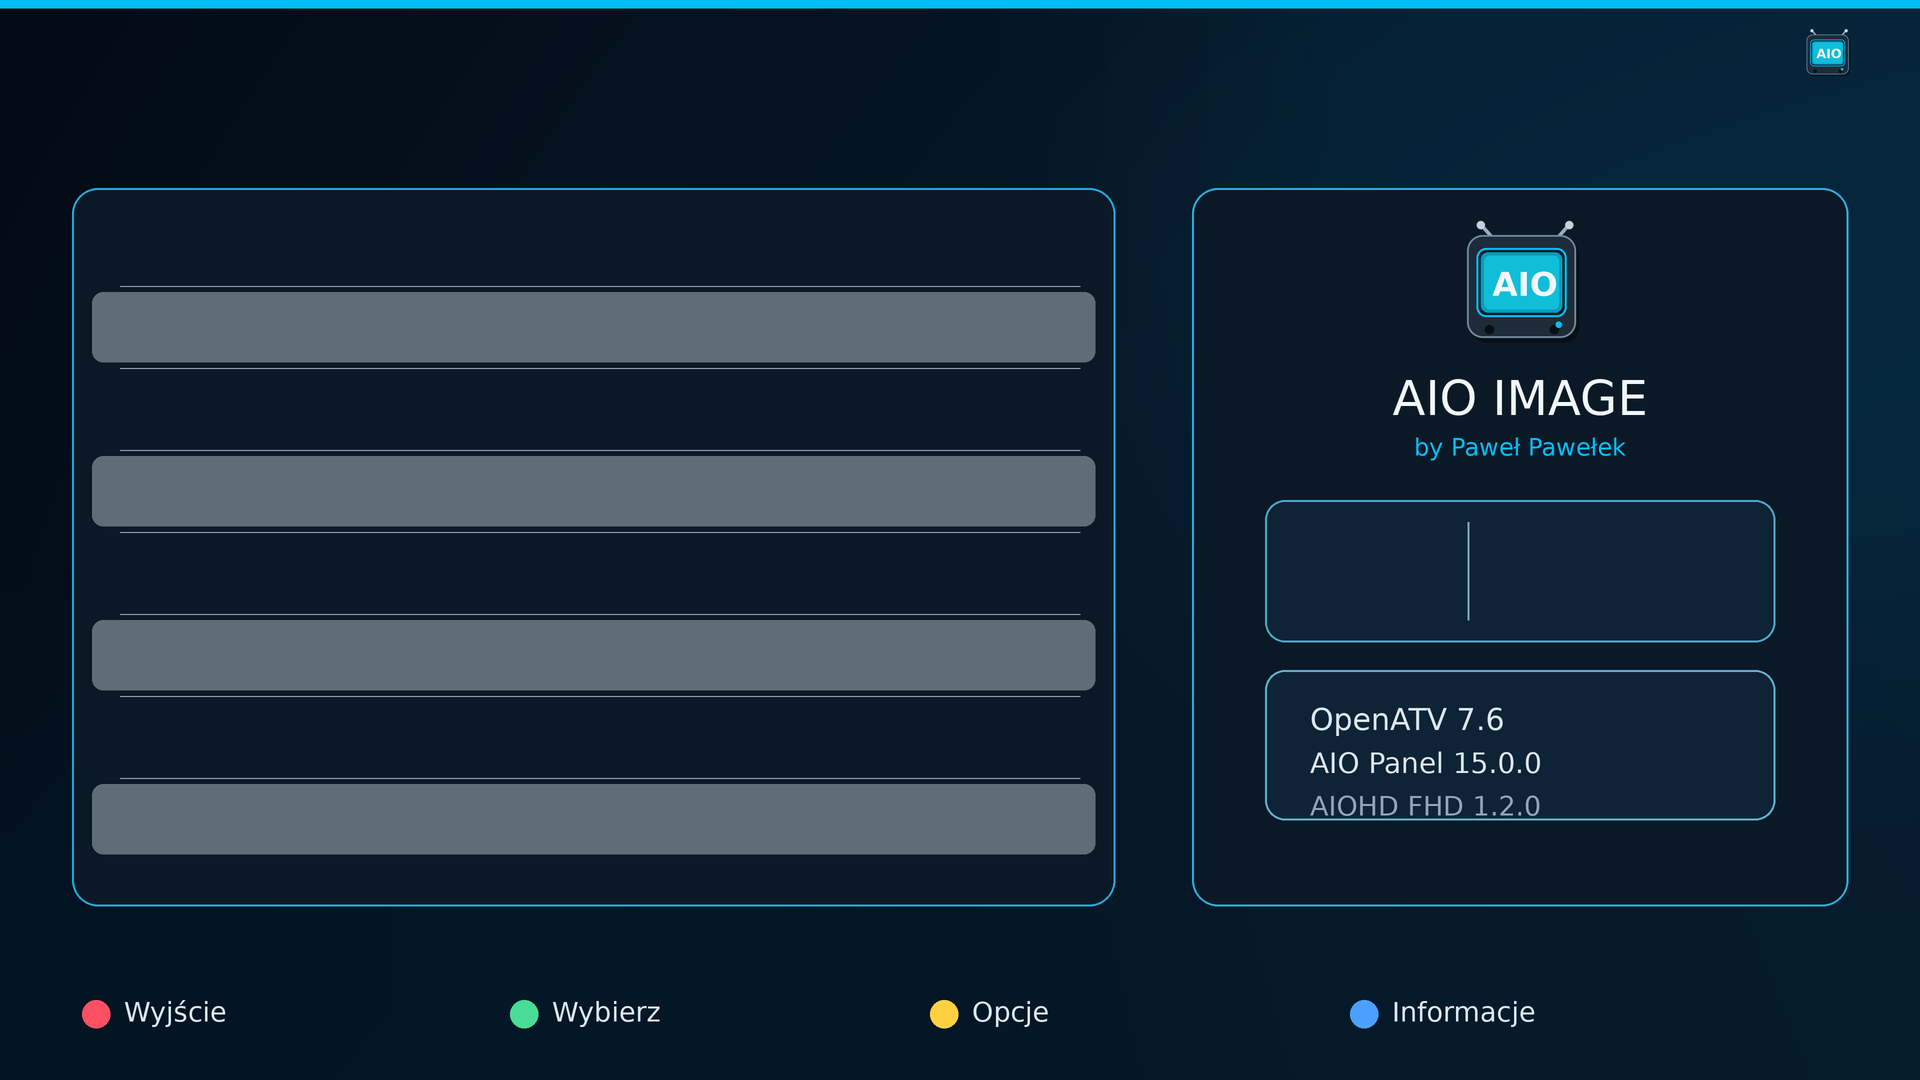 AIO
AIO
AIO IMAGE
by Paweł Pawełek
OpenATV 7.6
AIO Panel 15.0.0
AIOHD FHD 1.2.0
Wyjście
Wybierz
Opcje
Informacje